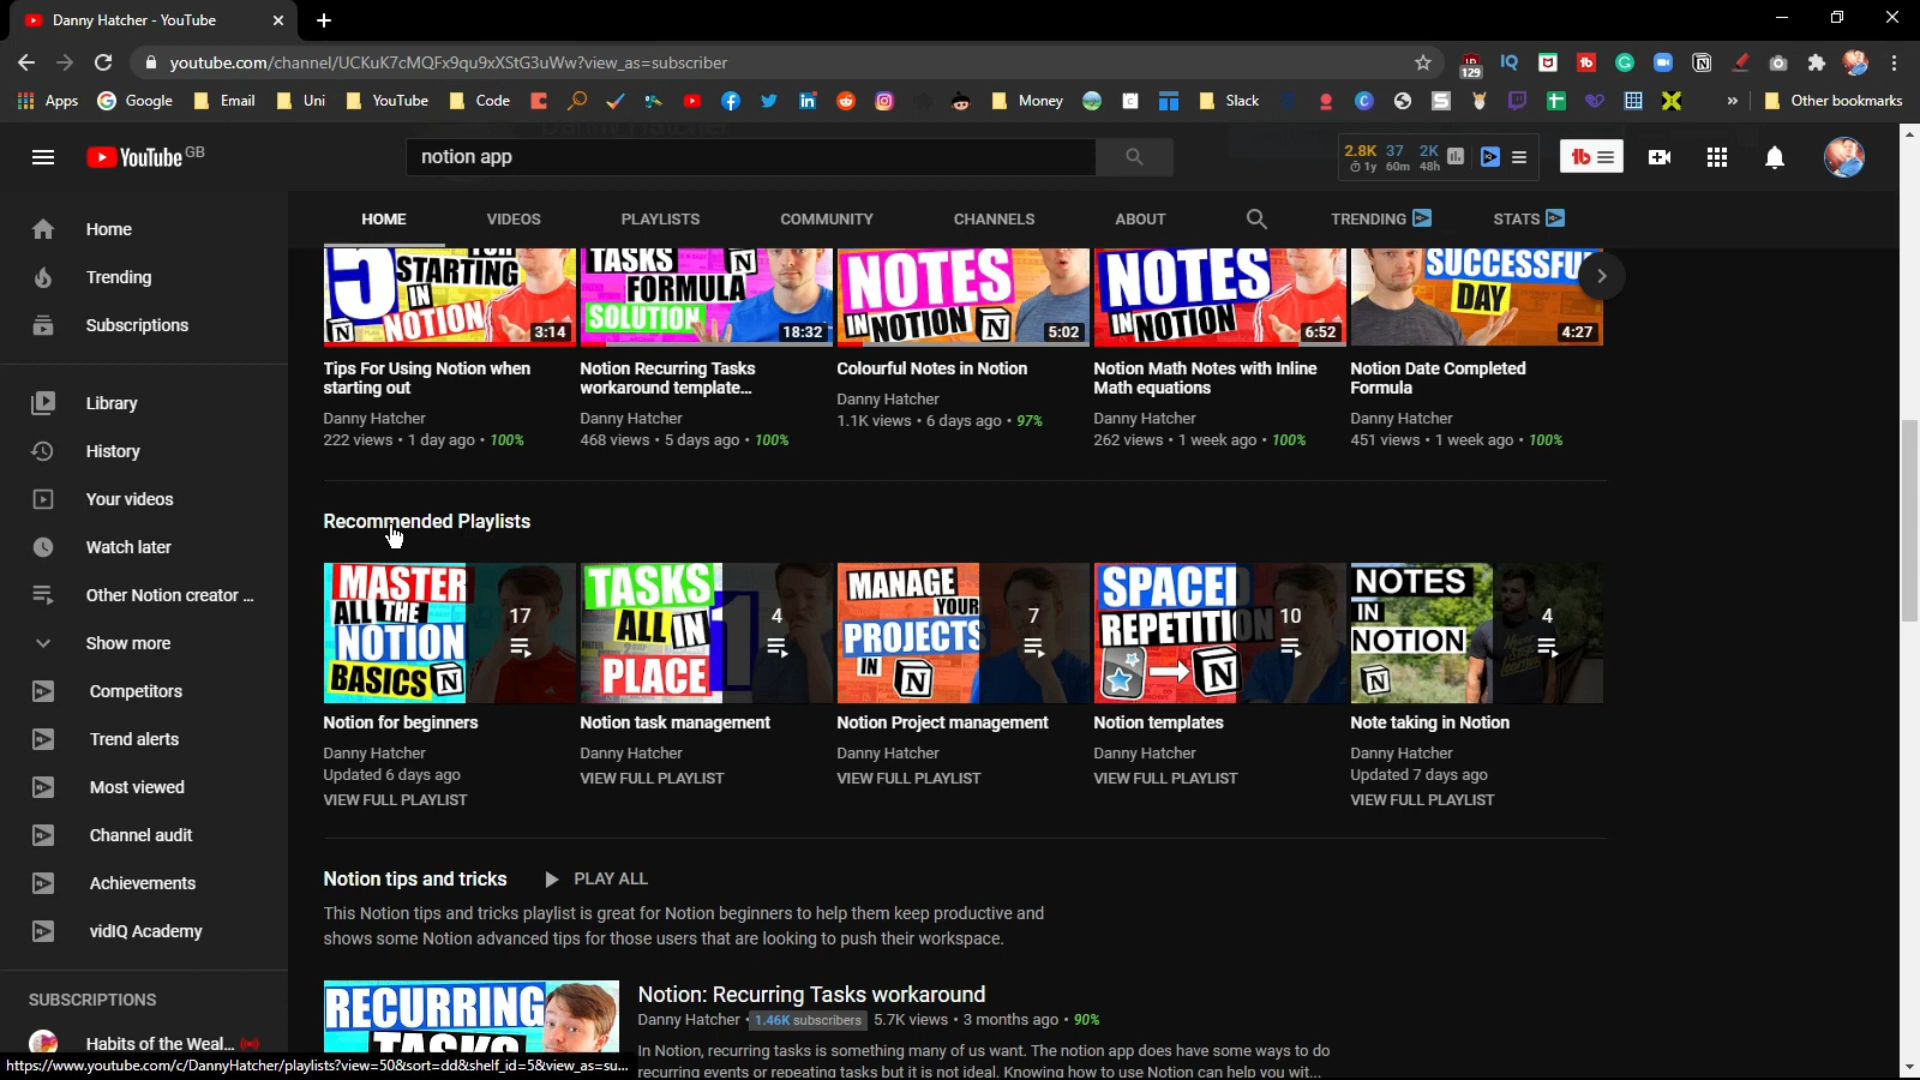 Danny Hatcher - YouTube
youtube.com/channel/UCKuK7cMQFx9qu9xXStG3uWw?view_as=subscriber
129
IQ
Apps Google Email Uni YouTube Code Money Slack » Other bookmarks
YouTube GB
notion app
2.8K 37 2K
1y 60m 48h
HOME VIDEOS PLAYLISTS COMMUNITY CHANNELS ABOUT TRENDING STATS
Home
Trending
Subscriptions
Library
History
Your videos
Watch later
Other Notion creator ...
Show more
Competitors
Trend alerts
Most viewed
Channel audit
Achievements
vidIQ Academy
SUBSCRIPTIONS
Habits of the Weal...
5 STARTING IN NOTION
3:14
Tips For Using Notion when
starting out
Danny Hatcher
222 views • 1 day ago • 100%
TASKS FORMULA SOLUTION
18:32
Notion Recurring Tasks
workaround template...
Danny Hatcher
468 views • 5 days ago • 100%
NOTES IN NOTION
5:02
Colourful Notes in Notion
Danny Hatcher
1.1K views • 6 days ago • 97%
NOTES IN NOTION
6:52
Notion Math Notes with Inline
Math equations
Danny Hatcher
262 views • 1 week ago • 100%
SUCCESSFU
DAY
4:27
Notion Date Completed
Formula
Danny Hatcher
451 views • 1 week ago • 100%
Recommended Playlists
MASTER
ALL THE
NOTION
BASICS
17
Notion for beginners
Danny Hatcher
Updated 6 days ago
VIEW FULL PLAYLIST
TASKS
ALL IN 1
PLACE
4
Notion task management
Danny Hatcher
VIEW FULL PLAYLIST
MANAGE
YOUR
PROJECTS
IN N
7
Notion Project management
Danny Hatcher
VIEW FULL PLAYLIST
SPACED
REPETITION
N
10
Notion templates
Danny Hatcher
VIEW FULL PLAYLIST
NOTES
IN
NOTION
4
Note taking in Notion
Danny Hatcher
Updated 7 days ago
VIEW FULL PLAYLIST
Notion tips and tricks PLAY ALL
This Notion tips and tricks playlist is great for Notion beginners to help them keep productive and
shows some Notion advanced tips for those users that are looking to push their workspace.
RECURRING
TASKS
Notion: Recurring Tasks workaround
Danny Hatcher • 1.46K subscribers 5.7K views • 3 months ago • 90%
In Notion, recurring tasks is something many of us want. The notion app does have some ways to do
recurring events or repeating tasks but it is not ideal. Knowing how to use Notion can help you wit...
https://www.youtube.com/c/DannyHatcher/playlists?view=50&sort=dd&shelf_id=5&view_as=su...